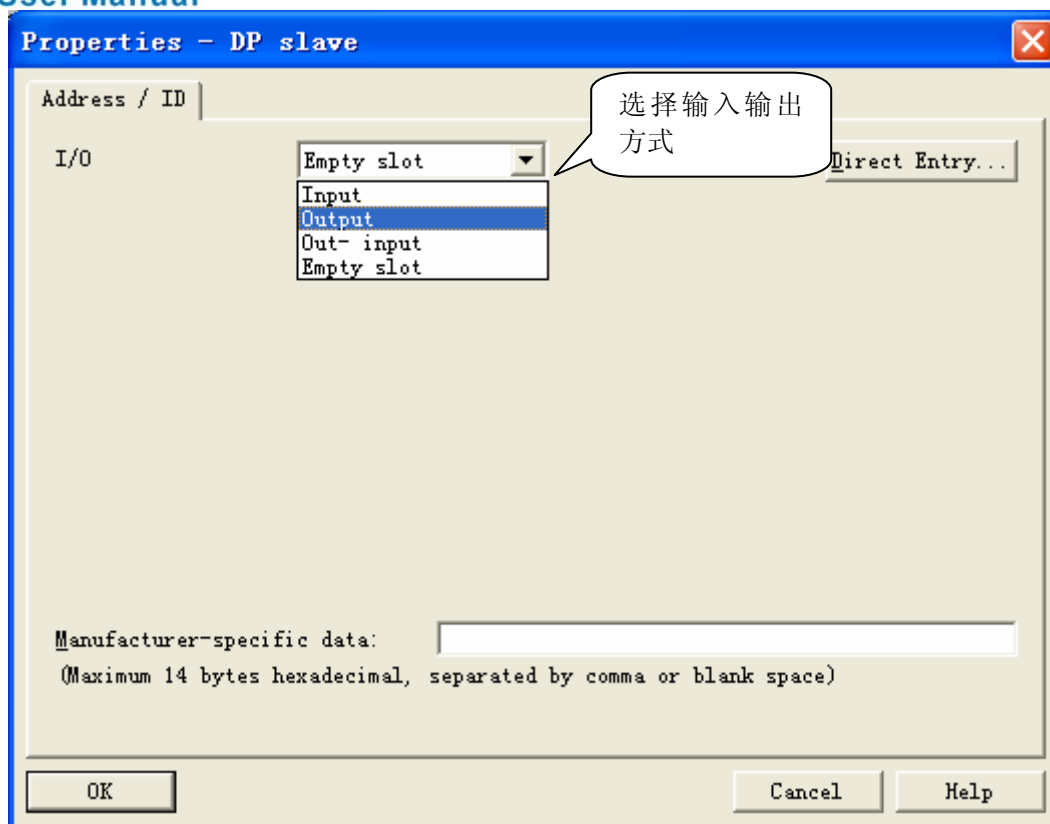 User Manual
Properties - DP slave
Address / ID
选择输入输出
方式
I/O
Empty slot
Direct Entry...
Input
Output
Out- input
Empty slot
Manufacturer-specific data:
(Maximum 14 bytes hexadecimal, separated by comma or blank space)
OK
Cancel
Help